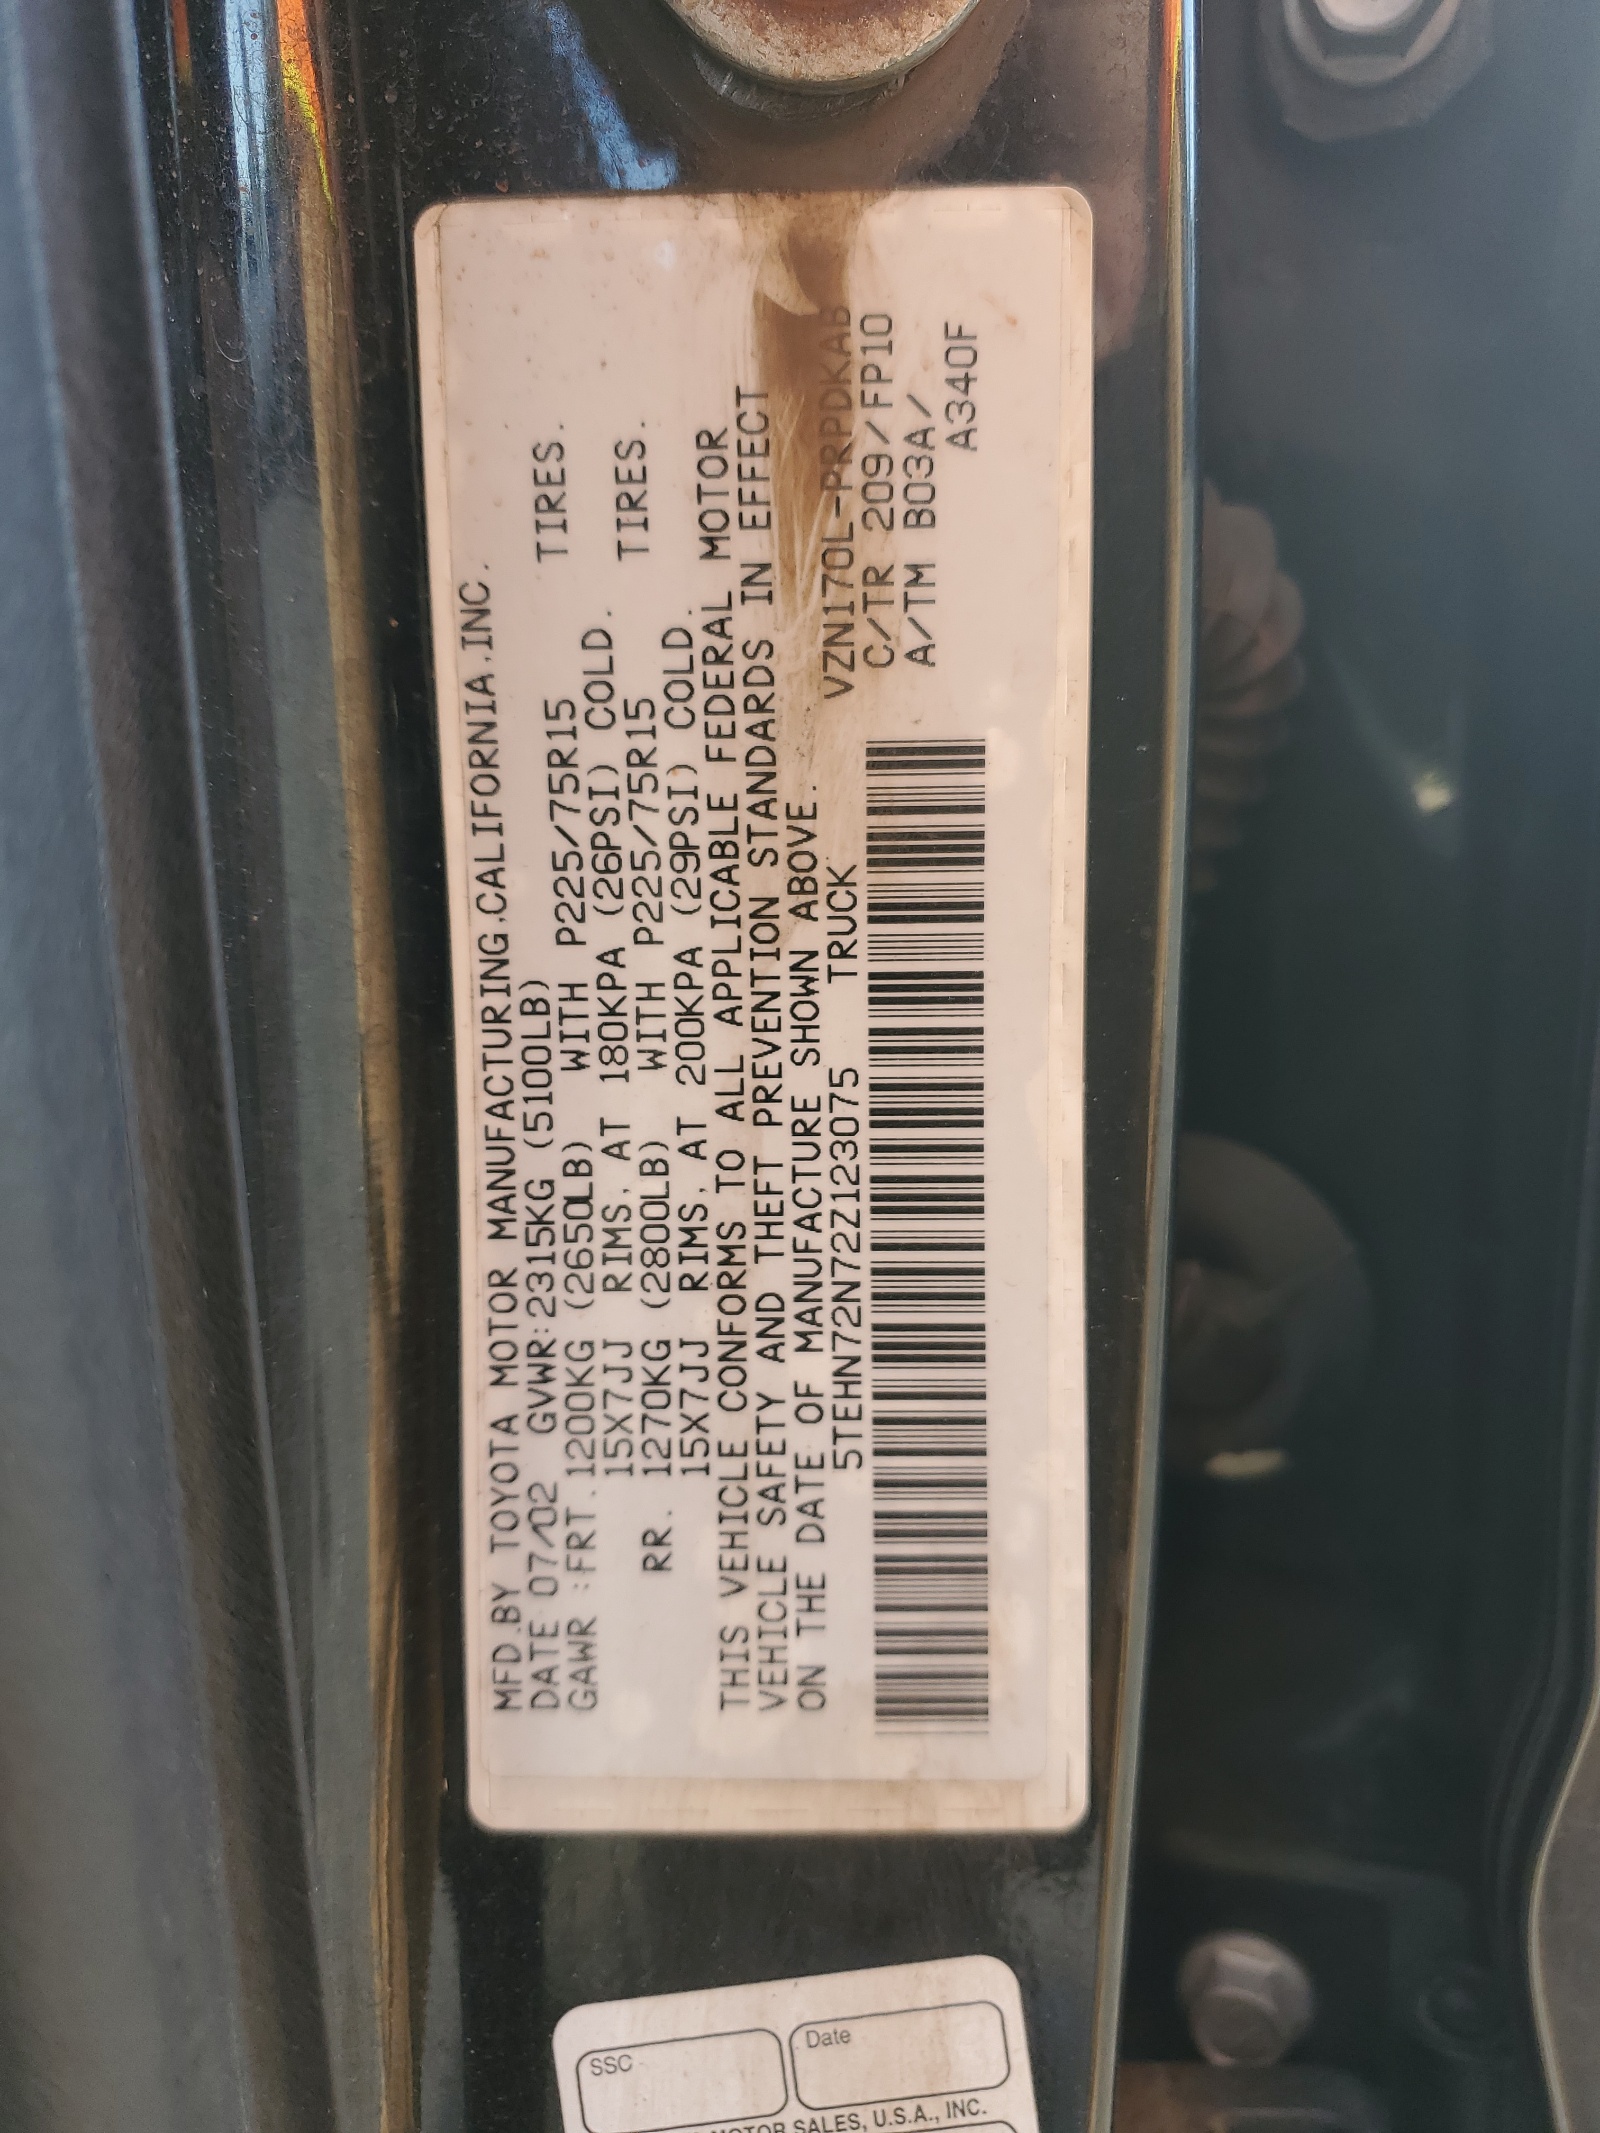 MFD.BY TOYOTA MOTOR MANUFACTURING,CALIFORNIA,INC.
DATE 07/02 GVWR:2315KG (5100LB)
GAWR :FRT.1200KG (2650LB) WITH P225/75R15 TIRES.
15X7JJ RIMS, AT 180KPA (26PSI) COLD.
RR. 1270KG (2800LB) WITH P225/75R15 TIRES.
15X7JJ RIMS, AT 200KPA (29PSI) COLD.
THIS VEHICLE CONFORMS TO ALL APPLICABLE FEDERAL MOTOR
VEHICLE SAFETY AND THEFT PREVENTION STANDARDS IN EFFECT
ON THE DATE OF MANUFACTURE SHOWN ABOVE.
5TEHN72N72Z123075 TRUCK VZN170L-PRPDKAB
C/TR 209/FP10
A/TM B03A/
A340F
SSC
Date
MOTOR SALES, U.S.A., INC.